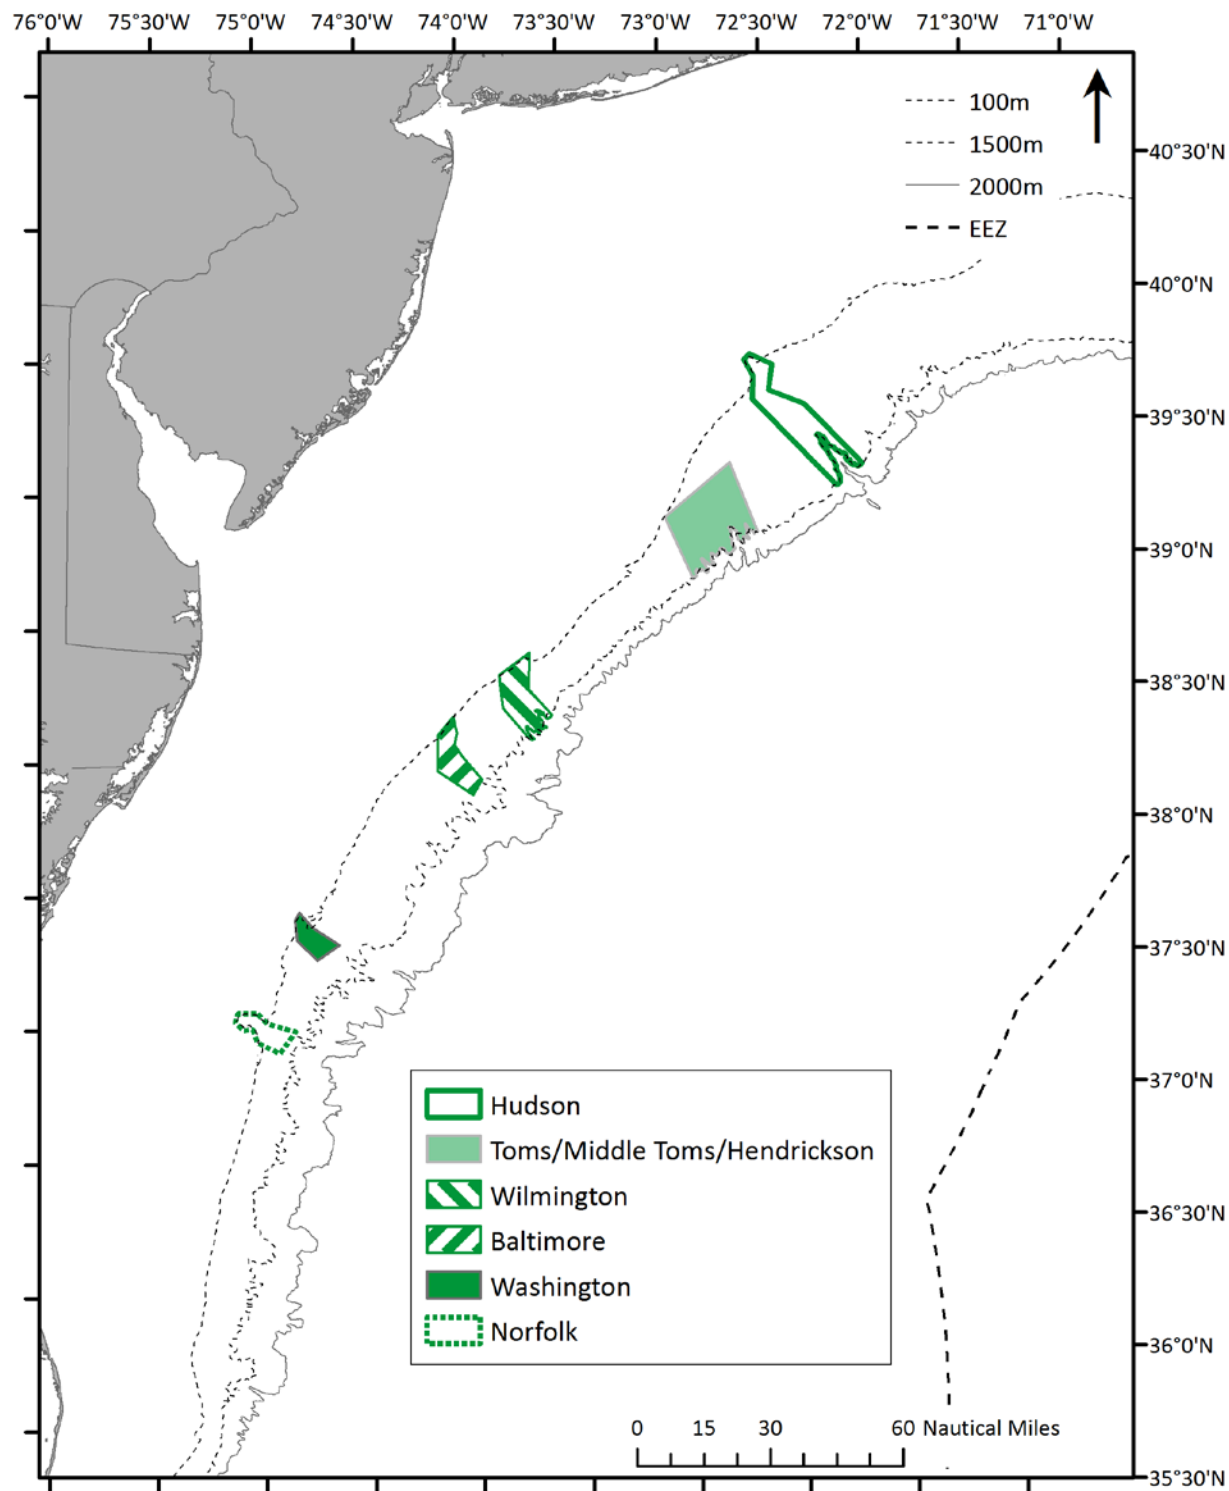 76°0'W 75°30'W 75°0'W 74°30'W 74°0'W 73°30'W 73°0'W 72°30'W 72°0'W 71°30'W 71°0'W
100m
1500m
2000m
EEZ
40°30'N
40°0'N
39°30'N
39°0'N
38°30'N
38°0'N
37°30'N
37°0'N
36°30'N
36°0'N
35°30'N
Hudson
Toms/Middle Toms/Hendrickson
Wilmington
Baltimore
Washington
Norfolk
0 15 30 60 Nautical Miles